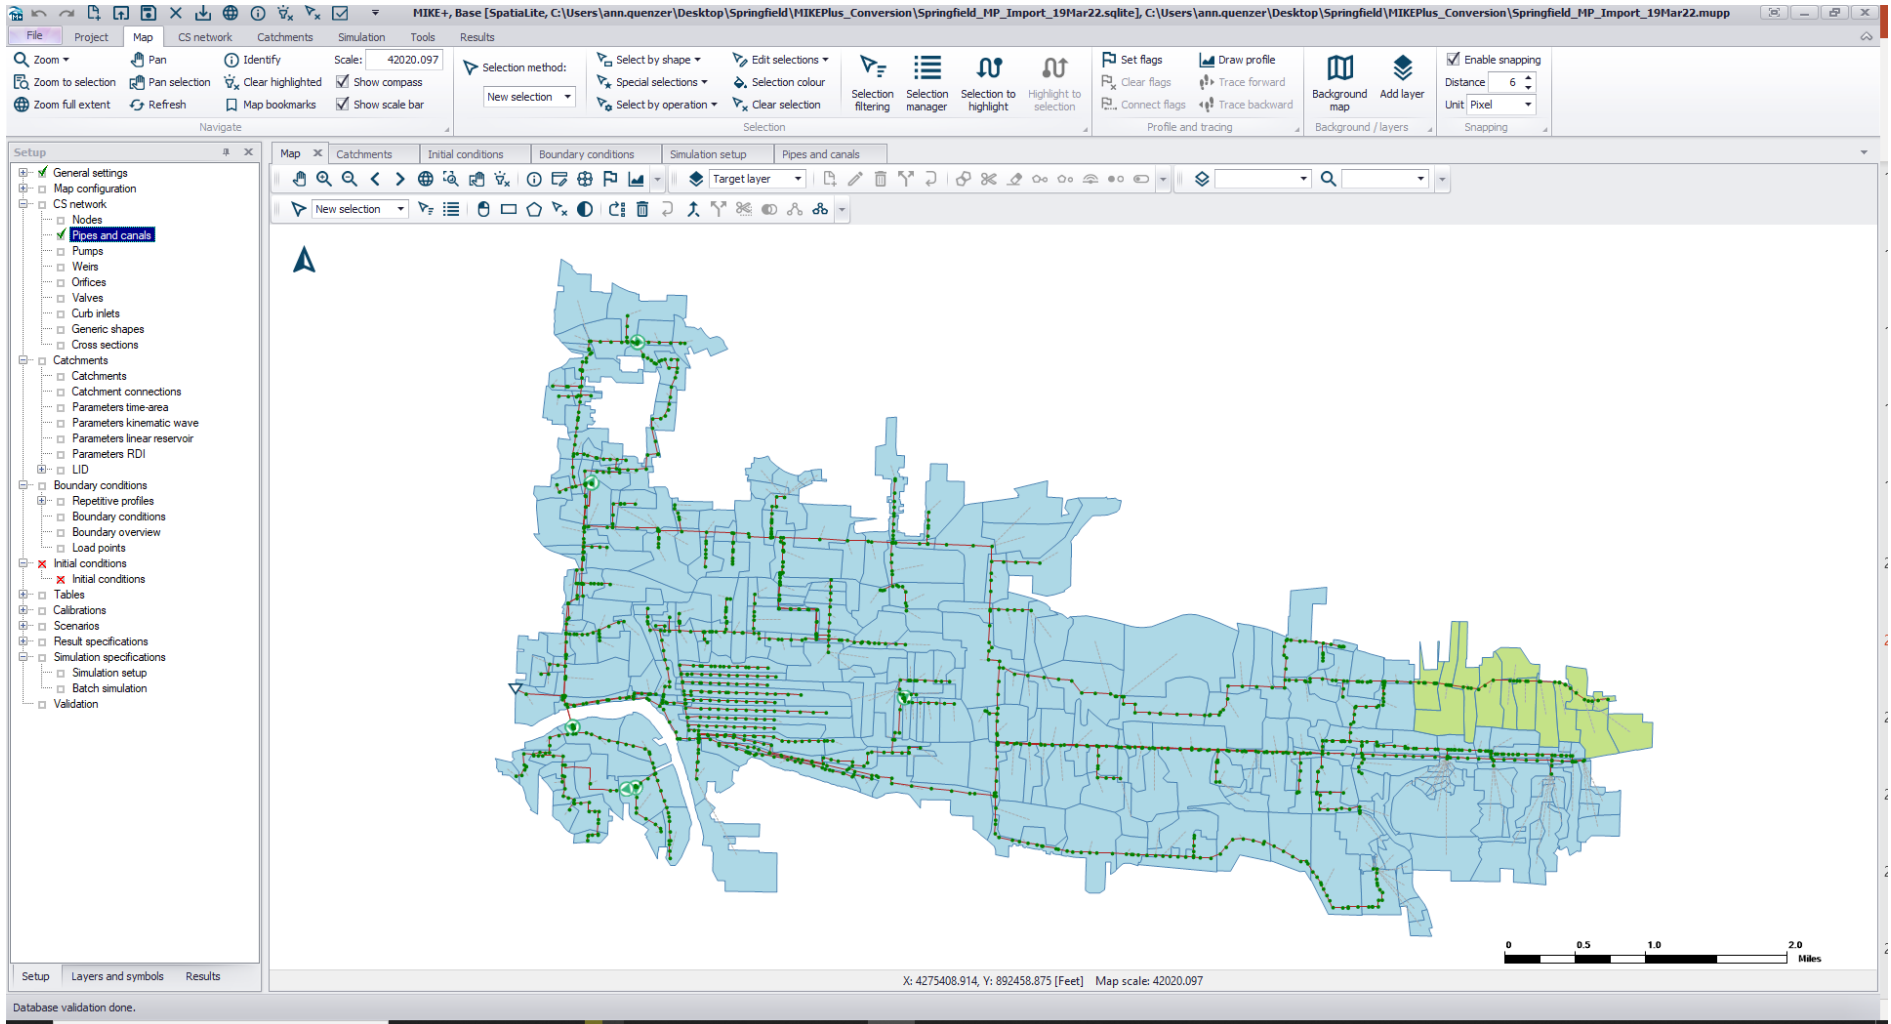 MIKE+, Base [SpatiaLite, C:\Users\ann.quenzer\Desktop\Springfield\MIKEPlus_Conversion\Springfield_MP_Import_19Mar22.sqlite], C:\Users\ann.quenzer\Desktop\Springfield\MIKEPlus_Conversion\Springfield_MP_Import_19Mar22.mupp
File Project Map CS network Catchments Simulation Tools Results
Zoom Pan Identify Scale: 42020.097
Zoom to selection Pan selection Clear highlighted Show compass
Zoom full extent Refresh Map bookmarks Show scale bar
Navigate
Selection method:
New selection
Select by shape Edit selections
Special selections Selection colour
Select by operation Clear selection
Selection filtering
Selection manager
Selection to highlight
Highlight to selection
Selection
Set flags Draw profile
Clear flags Trace forward
Connect flags Trace backward
Profile and tracing
Background map
Add layer
Background / layers
Enable snapping
Distance 6
Unit Pixel
Snapping
Setup
General settings
Map configuration
CS network
Nodes
Pipes and canals
Pumps
Weirs
Orifices
Valves
Curb inlets
Generic shapes
Cross sections
Catchments
Catchments
Catchment connections
Parameters time-area
Parameters kinematic wave
Parameters linear reservoir
Parameters RDI
LID
Boundary conditions
Repetitive profiles
Boundary conditions
Boundary overview
Load points
Initial conditions
Initial conditions
Tables
Calibrations
Scenarios
Result specifications
Simulation specifications
Simulation setup
Batch simulation
Validation
Setup Layers and symbols Results
Map Catchments Initial conditions Boundary conditions Simulation setup Pipes and canals
Target layer
New selection
0 0.5 1.0 2.0
Miles
X: 4275408.914, Y: 892458.875 [Feet] Map scale: 42020.097
Database validation done.